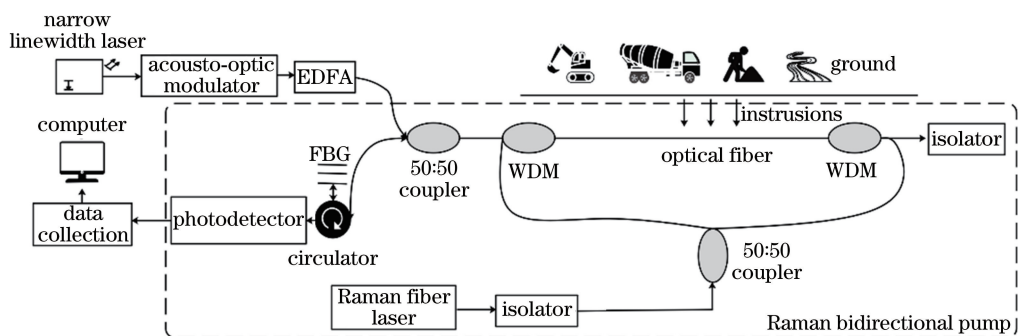 narrow
linewidth laser
I
acousto-optic
modulator
EDFA
ground
instrusions
computer
50:50
coupler
WDM
optical fiber
WDM
isolator
FBG
data
collection
photodetector
circulator
50:50
coupler
Raman fiber
laser
isolator
Raman bidirectional pump